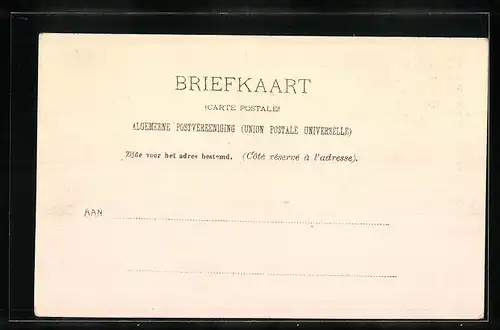 BRIEFKAART
(CARTE POSTALE)
ALGEMEENE POSTVEREENIGING (UNION POSTALE UNIVERSELLE)
Zijde voor het adres bestemd. (Côté réservé à l'adresse).
AAN